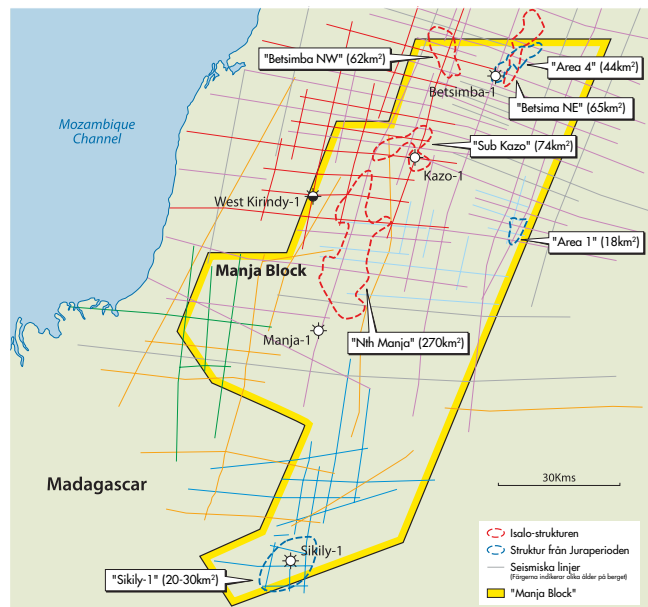 "Betsimba NW" (62km²)
"Area 4" (44km²)
Betsimba-1
"Betsima NE" (65km²)
Mozambique
Channel
"Sub Kazo" (74km²)
Kazo-1
West Kirindy-1
"Area 1" (18km²)
Manja Block
Manja-1
"Nth Manja" (270km²)
Madagascar
30Kms
Sikily-1
"Sikily-1" (20-30km²)
Isalo-strukturen
Struktur från Juraperioden
Seismiska linjer
(Färgerna indikerar olika ålder på berget)
"Manja Block"